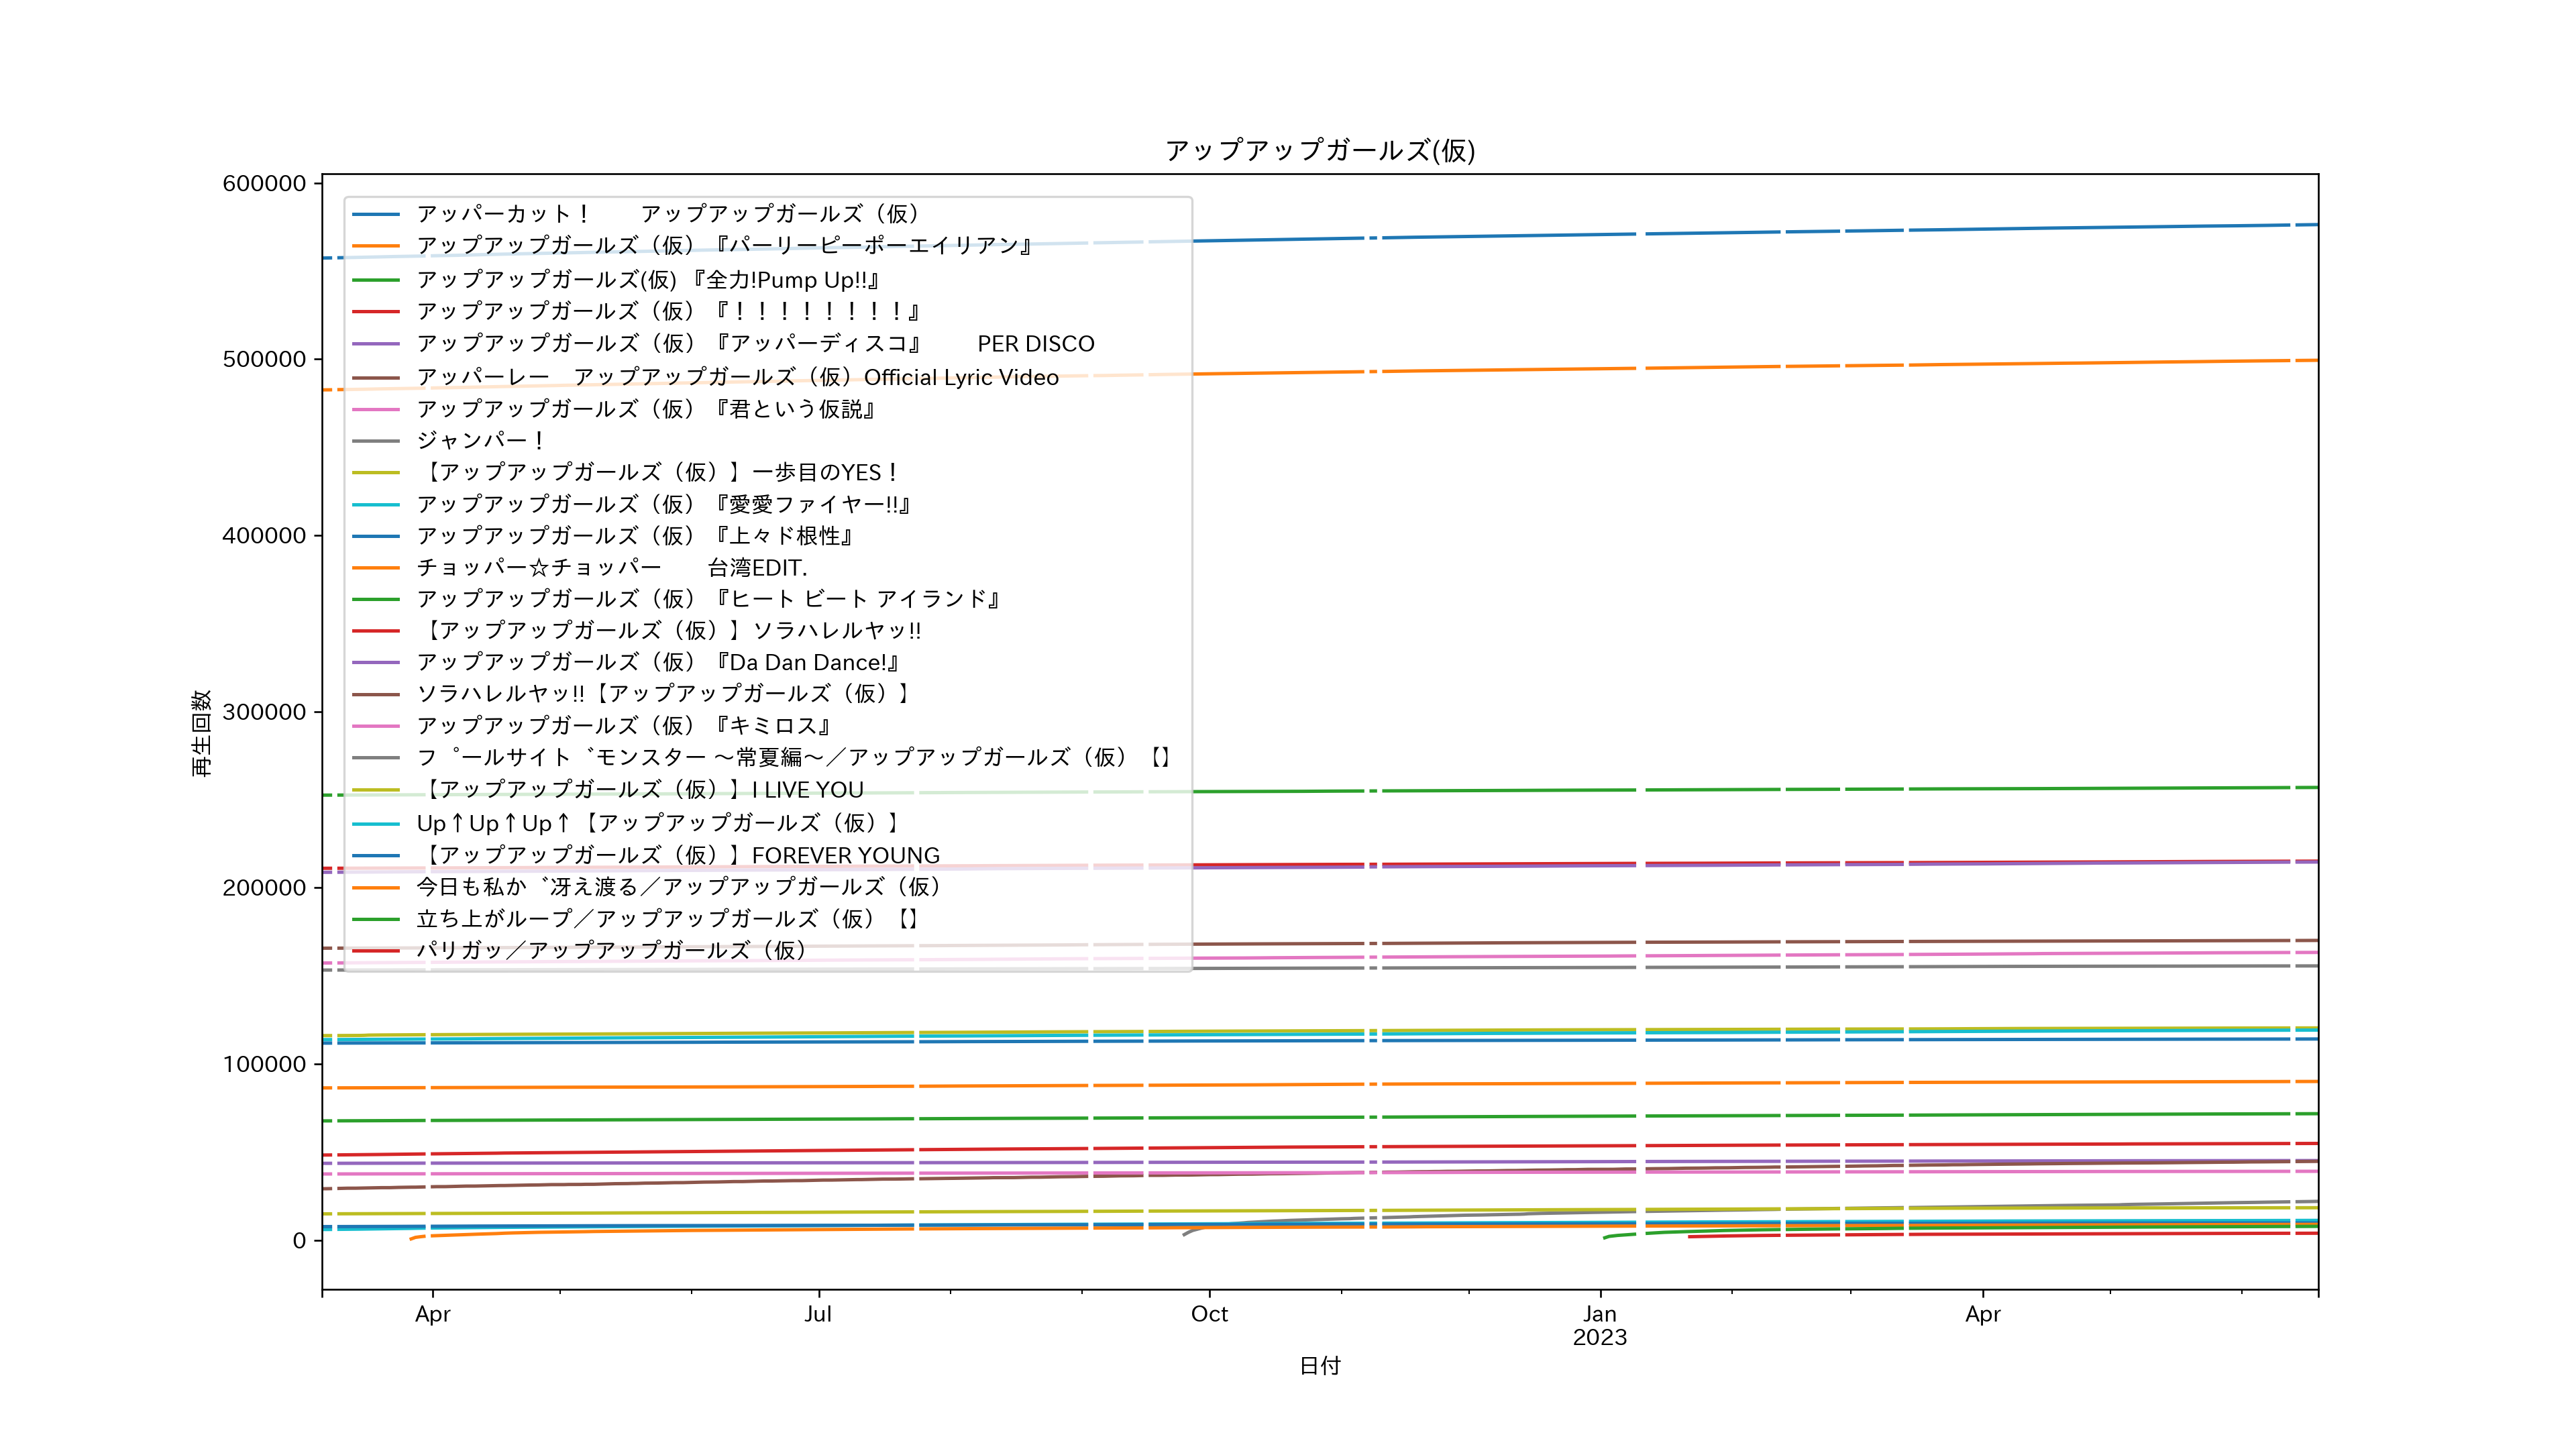 アップアップガールズ(仮)
600000
500000
400000
300000
200000
100000
0
再生回数
アッパーカット！　　アップアップガールズ（仮）
アップアップガールズ（仮）『パーリーピーポーエイリアン』
アップアップガールズ(仮) 『全力!Pump Up!!』
アップアップガールズ（仮）『！！！！！！！！』
アップアップガールズ（仮）『アッパーディスコ』　　PER DISCO
アッパーレー　アップアップガールズ（仮）Official Lyric Video
アップアップガールズ（仮）『君という仮説』
ジャンパー！
【アップアップガールズ（仮）】一歩目のYES！
アップアップガールズ（仮）『愛愛ファイヤー!!』
アップアップガールズ（仮）『上々ド根性』
チョッパー☆チョッパー　　台湾EDIT.
アップアップガールズ（仮）『ヒート ビート アイランド』
【アップアップガールズ（仮）】ソラハレルヤッ!!
アップアップガールズ（仮）『Da Dan Dance!』
ソラハレルヤッ!!【アップアップガールズ（仮）】
アップアップガールズ（仮）『キミロス』
フ゜ールサイト゛モンスター 〜常夏編〜／アップアップガールズ（仮）【】
【アップアップガールズ（仮）】I LIVE YOU
Up↑Up↑Up↑【アップアップガールズ（仮）】
【アップアップガールズ（仮）】FOREVER YOUNG
今日も私か゛冴え渡る／アップアップガールズ（仮）
立ち上がループ／アップアップガールズ（仮）【】
パリガッ／アップアップガールズ（仮）
Apr
Jul
Oct
Jan
2023
Apr
日付